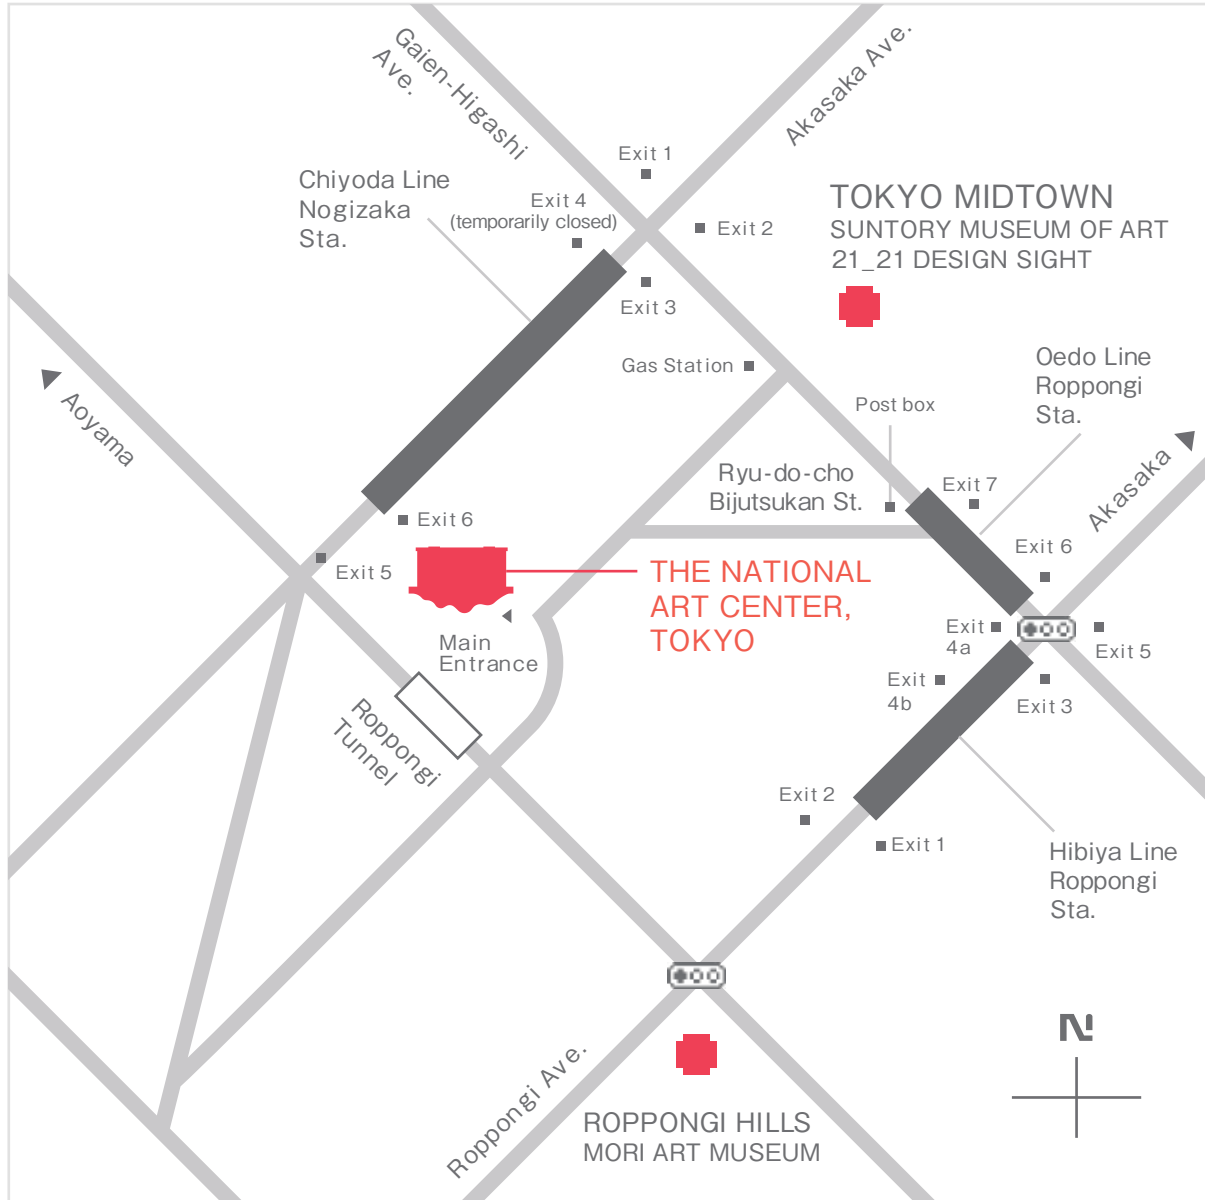 Gaien-Higashi
Ave.
Akasaka Ave.
Exit 1
Chiyoda Line
Nogizaka
Sta.
Exit 4
(temporarily closed)
Exit 2
TOKYO MIDTOWN
SUNTORY MUSEUM OF ART
21_21 DESIGN SIGHT
Exit 3
Gas Station
Oedo Line
Roppongi
Sta.
Aoyama
Post box
Ryu-do-cho
Bijutsukan St.
Exit 7
Akasaka
Exit 6
Exit 6
Exit 5
THE NATIONAL
ART CENTER,
TOKYO
Main
Entrance
Exit
4a
Exit 5
Exit
4b
Exit 3
Roppongi
Tunnel
Exit 2
Exit 1
Hibiya Line
Roppongi
Sta.
N
Roppongi Ave.
ROPPONGI HILLS
MORI ART MUSEUM